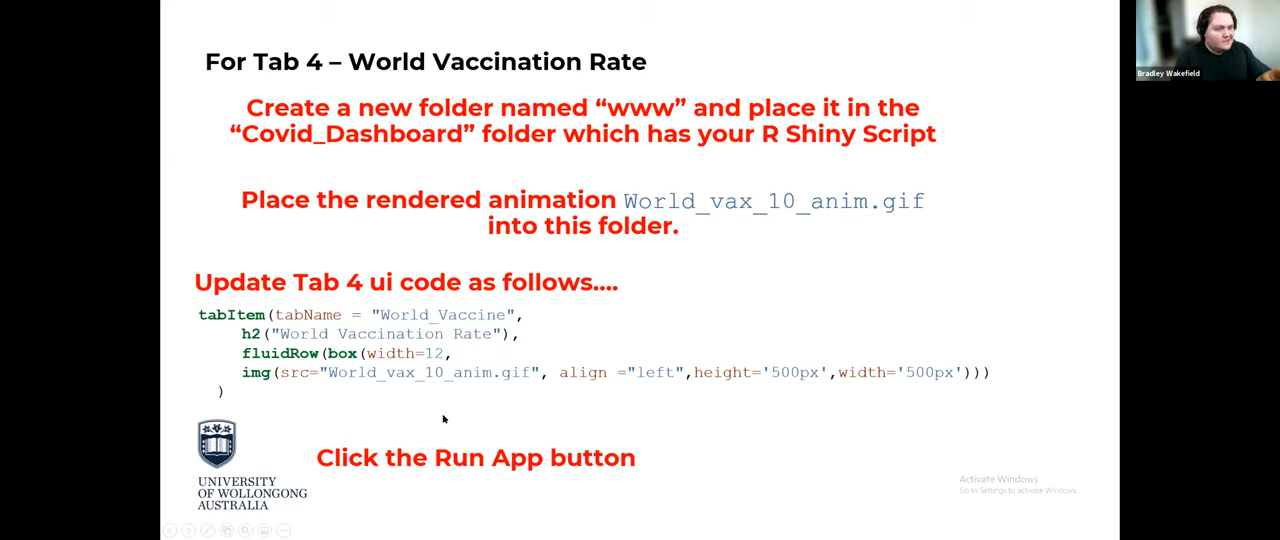 For Tab 4 – World Vaccination Rate
Bradley Wakefield
Create a new folder named “www” and place it in the
“Covid_Dashboard” folder which has your R Shiny Script
Place the rendered animation World_vax_10_anim.gif
into this folder.
Update Tab 4 ui code as follows....
tabItem(tabName = "World_Vaccine",
h2("World Vaccination Rate"),
fluidRow(box(width=12,
img(src="World_vax_10_anim.gif", align ="left",height='500px',width='500px')))
)
Click the Run App button
UNIVERSITY
OF WOLLONGONG
AUSTRALIA
Activate Windows
Go to Settings to activate Windows.